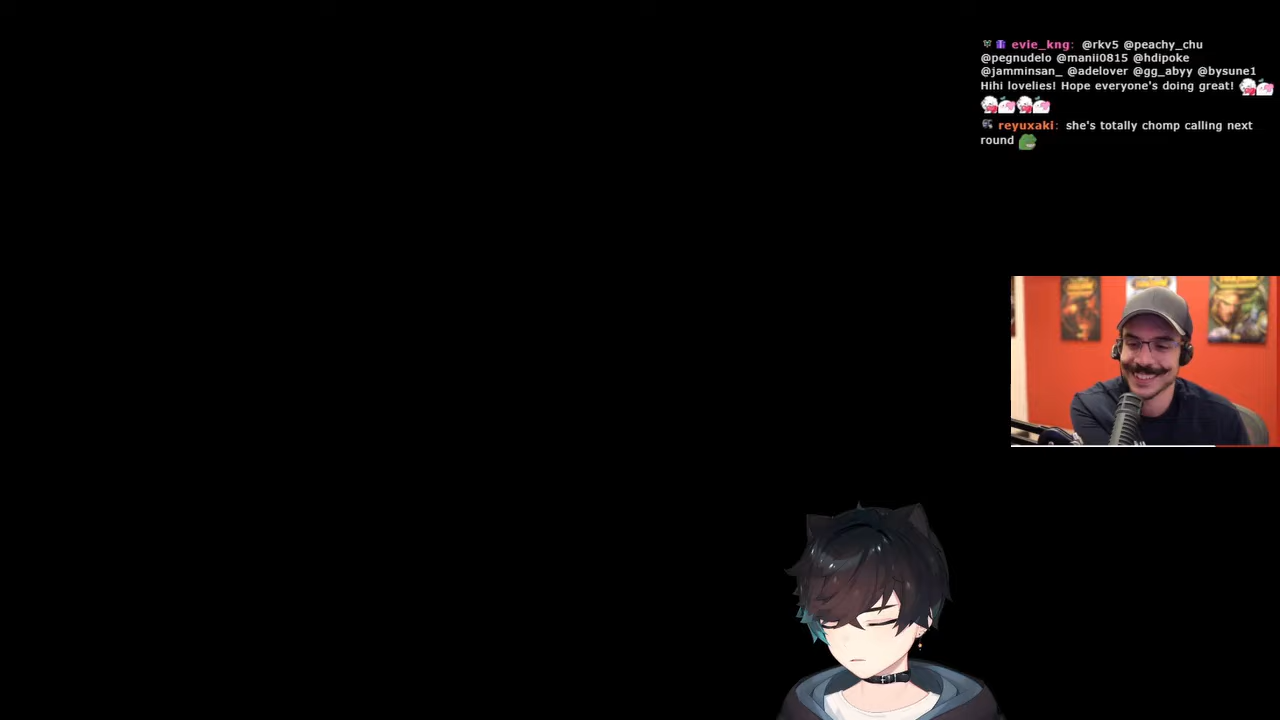 evie_kng: @rkv5 @peachy_chu
@pegnudelo @manii0815 @hdipoke
@jamminsan_ @adelover @gg_abyy @bysune1
Hihi lovelies! Hope everyone's doing great!
reyuxaki: she's totally chomp calling next
round